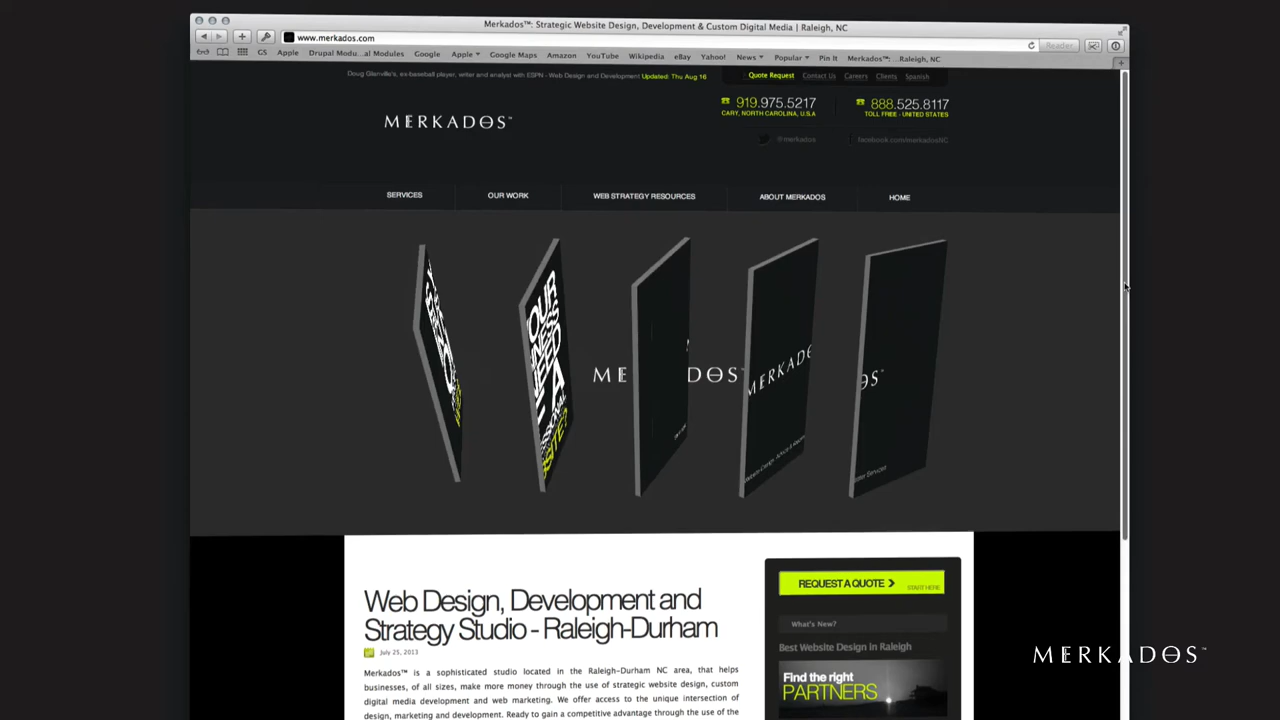 Merkados™: Strategic Website Design, Development & Custom Digital Media | Raleigh, NC
www.merkados.com
Reader
GS Apple Drupal Modu...al Modules Google Apple Google Maps Amazon YouTube Wikipedia eBay Yahoo! News Popular Pin It Merkados™: ...Raleigh, NC
Doug Glanville's, ex-baseball player, writer and analyst with ESPN - Web Design and Development Updated: Thu Aug 16
Quote Request Contact Us Careers Clients Spanish
MERKADOS™
919.975.5217
CARY, NORTH CAROLINA, U.S.A
888.525.8117
TOLL FREE - UNITED STATES
@merkados
facebook.com/merkadosNC
SERVICES OUR WORK WEB STRATEGY RESOURCES ABOUT MERKADOS HOME
OUR
A
ME
DOS™
MERKADO
OS™
Web Design, Development and
Strategy Studio - Raleigh-Durham
July 25, 2013
Merkados™ is a sophisticated studio located in the Raleigh-Durham NC area, that helps
businesses, of all sizes, make more money through the use of strategic website design, custom
digital media development and web marketing. We offer access to the unique intersection of
design, marketing and development. Ready to gain a competitive advantage through the use of the
REQUEST A QUOTE
START HERE
What's New?
Best Website Design in Raleigh
Find the right
PARTNERS
MERKADOS™